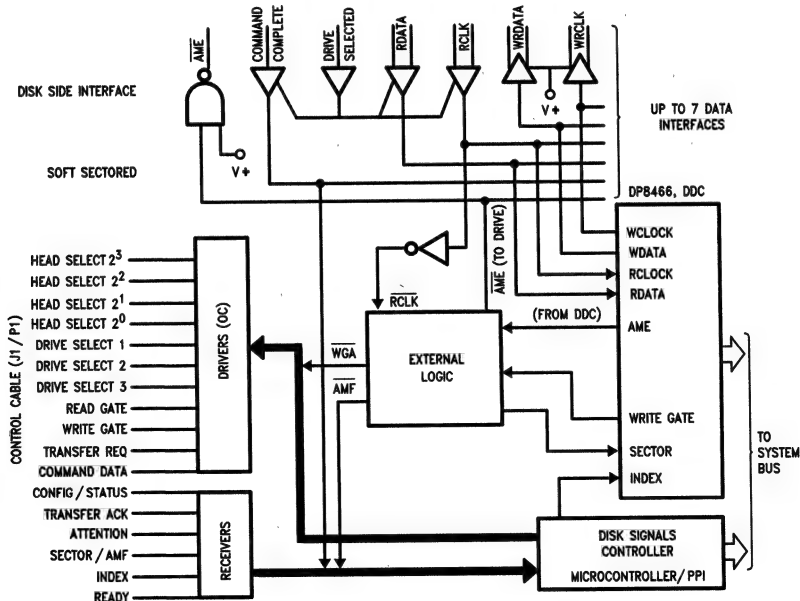 AME
COMMAND COMPLETE
DRIVE SELECTED
RDATA
RCLK
WRDATA
WRCLK
DISK SIDE INTERFACE
V+
V+
UP TO 7 DATA
INTERFACES
SOFT SECTORED
DP8466, DDC
WCLOCK
WDATA
RCLOCK
RDATA
AME
WRITE GATE
SECTOR
INDEX
AME (TO DRIVE)
RCLK
(FROM DDC)
EXTERNAL
LOGIC
WGA
AMF
CONTROL CABLE (J1/P1)
HEAD SELECT 2³
HEAD SELECT 2²
HEAD SELECT 2¹
HEAD SELECT 2⁰
DRIVE SELECT 1
DRIVE SELECT 2
DRIVE SELECT 3
READ GATE
WRITE GATE
TRANSFER REQ
COMMAND DATA
DRIVERS (OC)
CONFIG/STATUS
TRANSFER ACK
ATTENTION
SECTOR/AMF
INDEX
READY
RECEIVERS
DISK SIGNALS
CONTROLLER
MICROCONTROLLER/PPI
TO
SYSTEM
BUS